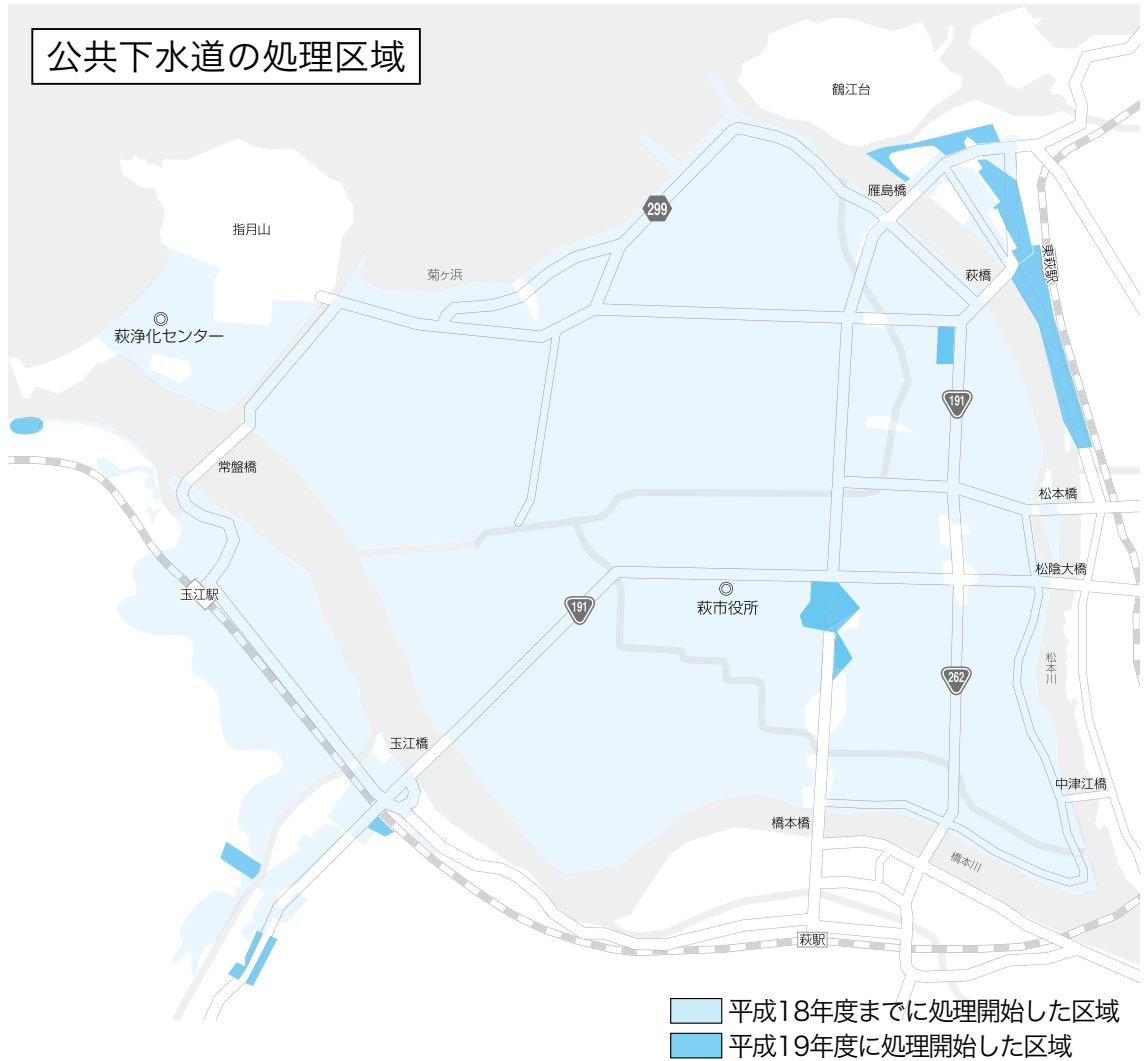 公共下水道の処理区域
鶴江台
雁島橋
299
指月山
東萩駅
菊ヶ浜
萩橋
萩浄化センター
191
常盤橋
松本橋
松陰大橋
玉江駅
191
萩市役所
松本川
262
玉江橋
中津江橋
橋本橋
橋本川
萩駅
平成18年度までに処理開始した区域
平成19年度に処理開始した区域